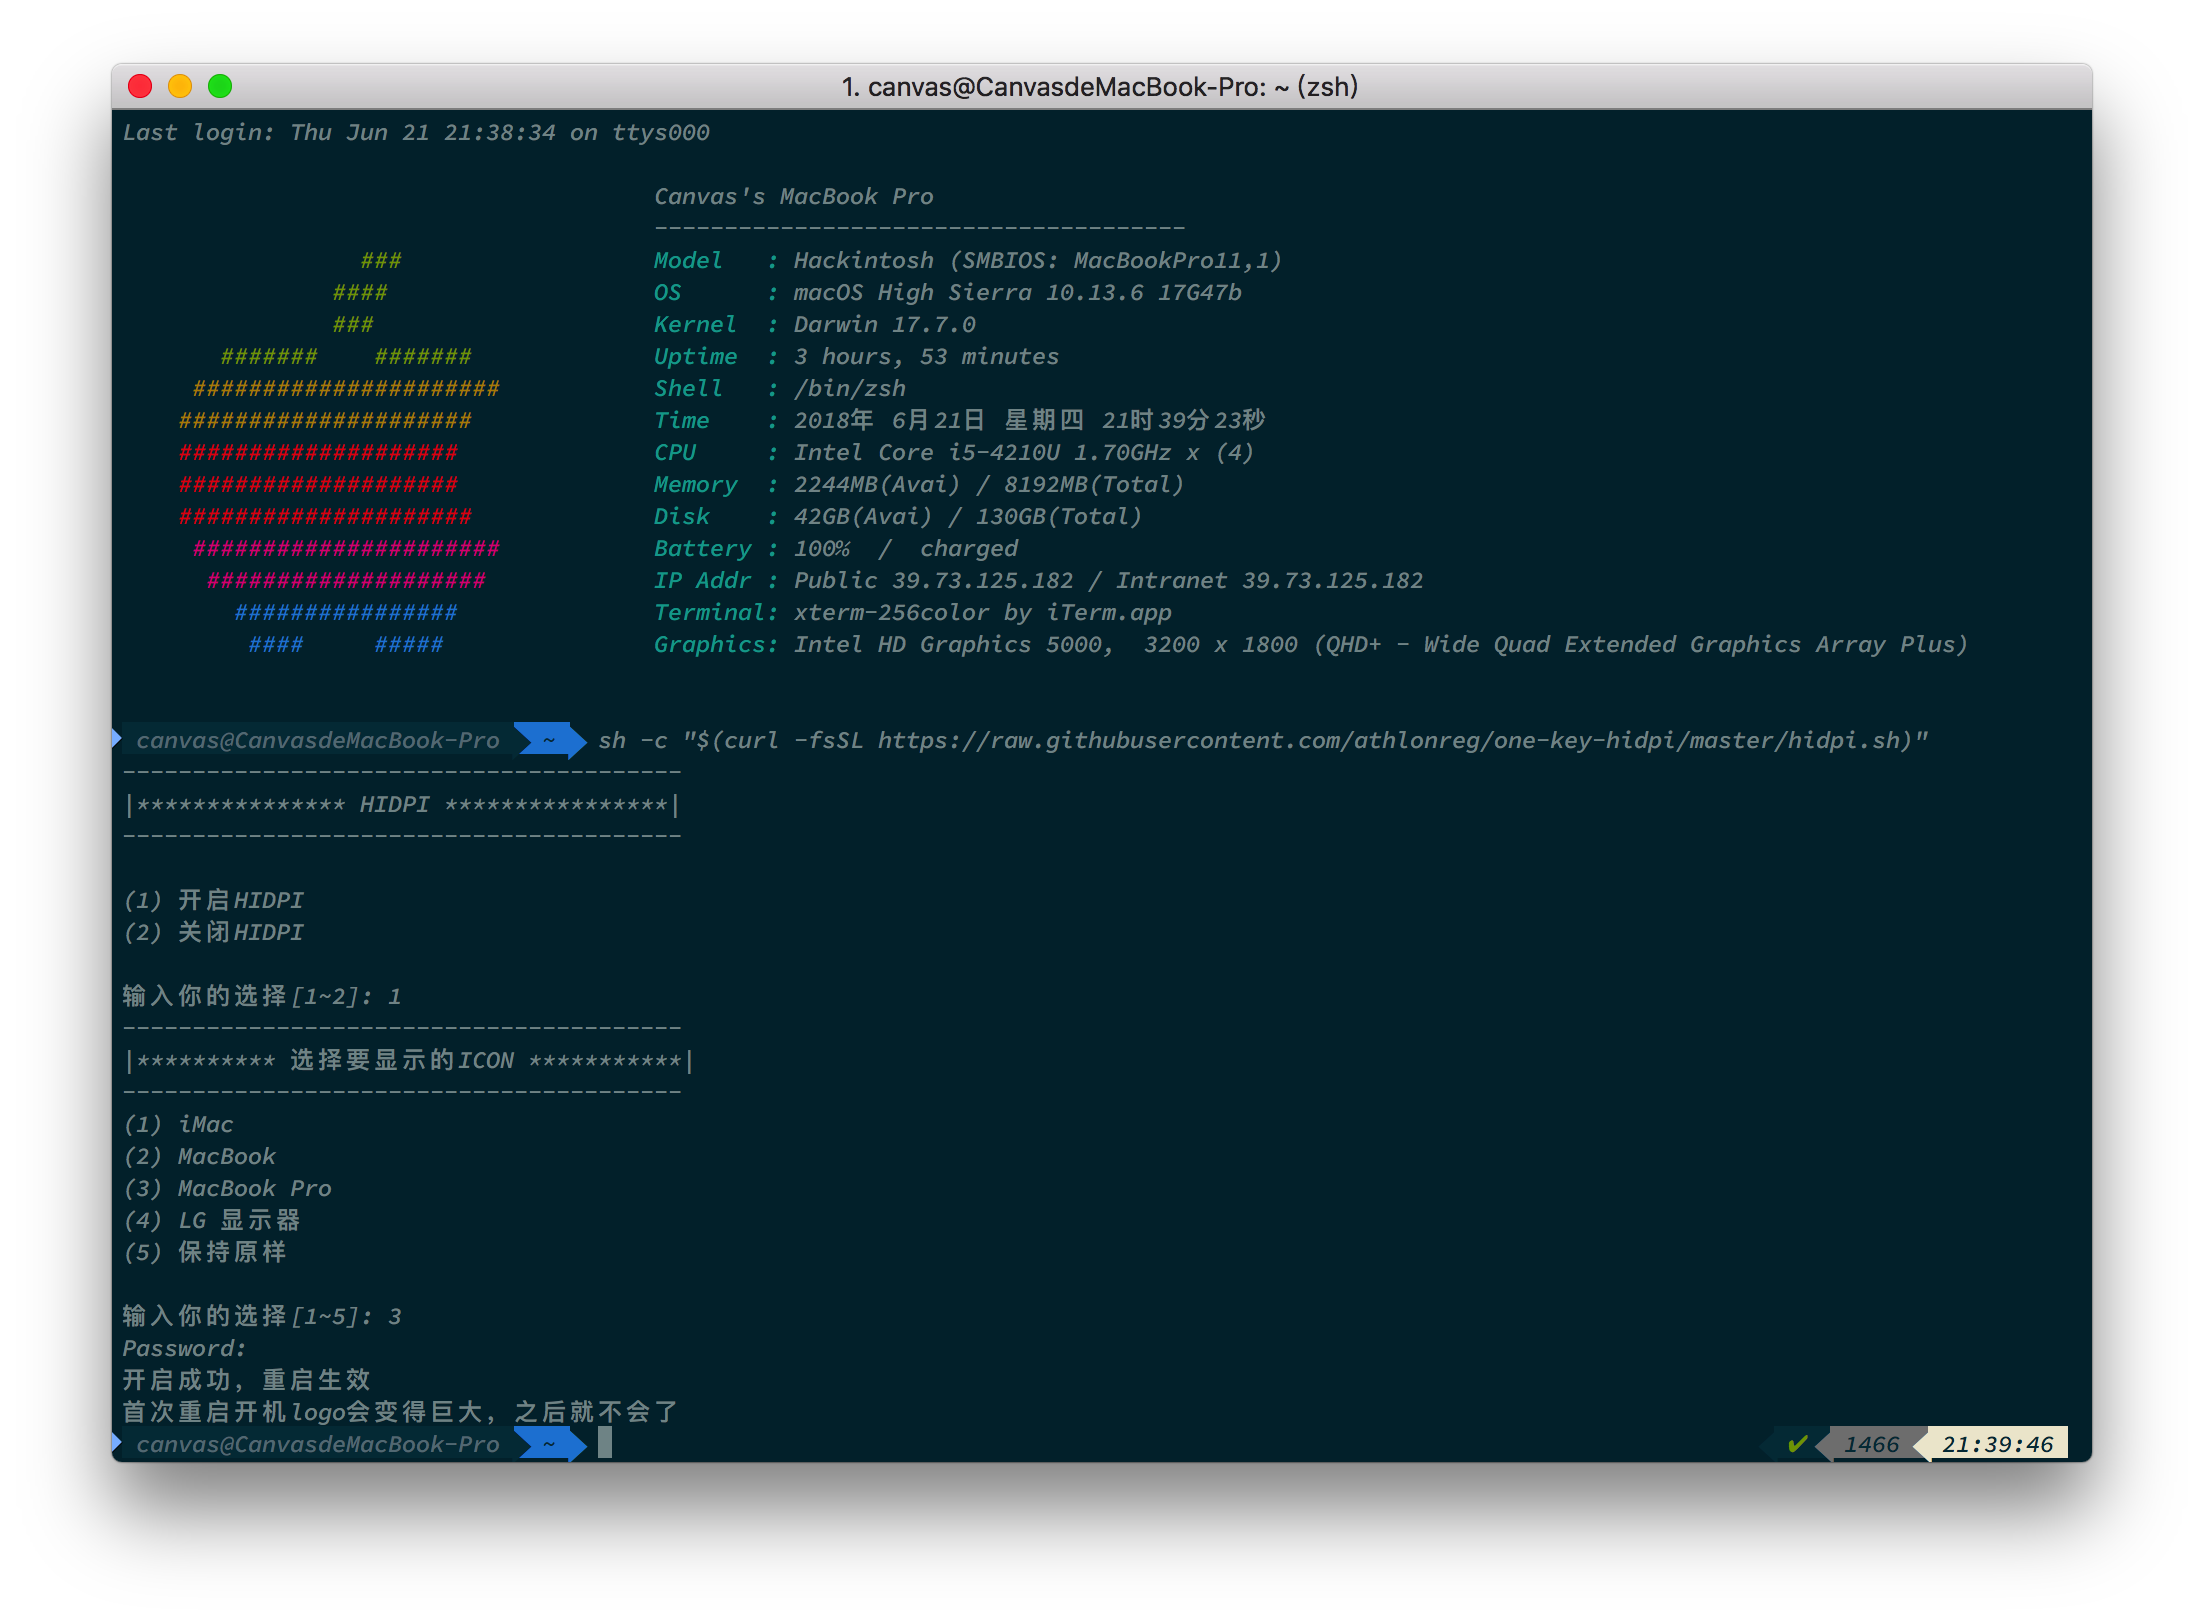 1. canvas@CanvasdeMacBook-Pro: ~ (zsh)
Last login: Thu Jun 21 21:38:34 on ttys000
Canvas's MacBook Pro
--------------------------------------
### Model : Hackintosh (SMBIOS: MacBookPro11,1)
#### OS : macOS High Sierra 10.13.6 17G47b
### Kernel : Darwin 17.7.0
####### ####### Uptime : 3 hours, 53 minutes
###################### Shell : /bin/zsh
##################### Time : 2018年 6月21日 星期四 21时39分23秒
#################### CPU : Intel Core i5-4210U 1.70GHz x (4)
#################### Memory : 2244MB(Avai) / 8192MB(Total)
##################### Disk : 42GB(Avai) / 130GB(Total)
###################### Battery : 100% / charged
#################### IP Addr : Public 39.73.125.182 / Intranet 39.73.125.182
################ Terminal: xterm-256color by iTerm.app
#### ##### Graphics: Intel HD Graphics 5000, 3200 x 1800 (QHD+ - Wide Quad Extended Graphics Array Plus)
canvas@CanvasdeMacBook-Pro ~ sh -c "$(curl -fsSL https://raw.githubusercontent.com/athlonreg/one-key-hidpi/master/hidpi.sh)"
----------------------------------------
|*************** HIDPI ****************|
----------------------------------------
(1) 开启HIDPI
(2) 关闭HIDPI
输入你的选择[1~2]: 1
----------------------------------------
|********** 选择要显示的ICON ***********|
----------------------------------------
(1) iMac
(2) MacBook
(3) MacBook Pro
(4) LG 显示器
(5) 保持原样
输入你的选择[1~5]: 3
Password:
开启成功，重启生效
首次重启开机logo会变得巨大，之后就不会了
canvas@CanvasdeMacBook-Pro ~ ✔ 1466 21:39:46